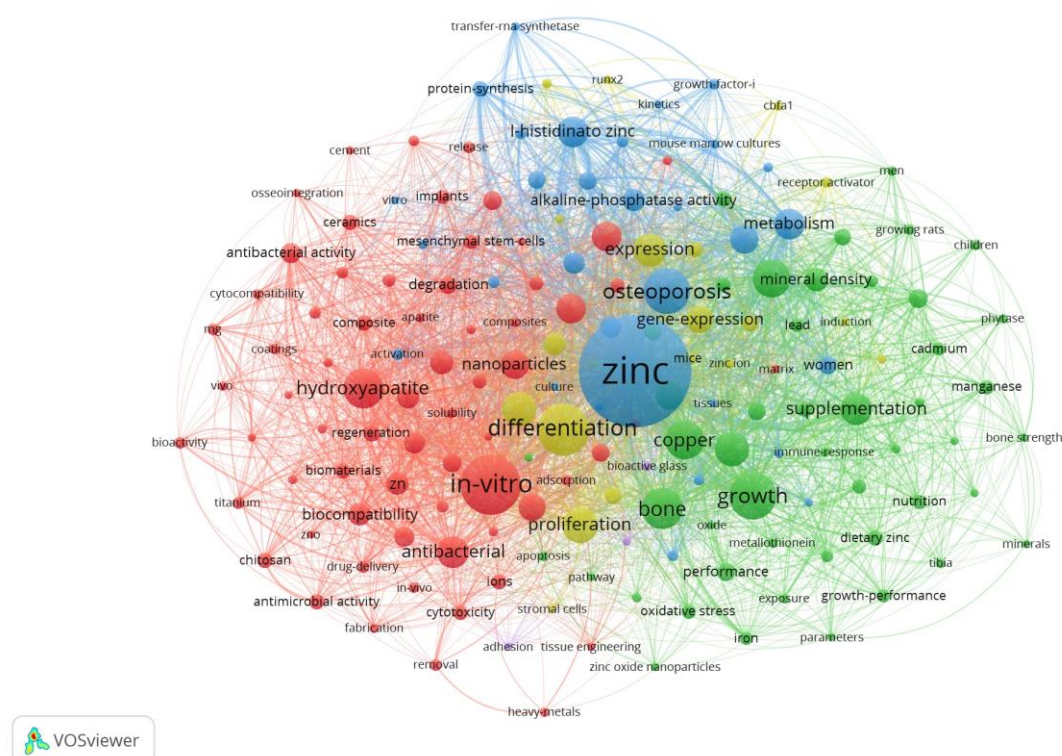 transfer-rna synthetase
runx2
protein-synthesis
growth-factor-i
kinetics
cbfa1
l-histidinato zinc
cement
release
mouse marrow cultures
men
receptor activator
osseointegration
vitro
implants
alkaline-phosphatase activity
ceramics
metabolism
growing rats
mesenchymal stem-cells
expression
children
antibacterial activity
mineral density
degradation
osteoporosis
cytocompatibility
phytase
mg
composite
apatite
composites
gene-expression
lead
induction
coatings
activation
cadmium
nanoparticles
zinc
mice
zinc ion
matrix
women
vivo
hydroxyapatite
culture
manganese
solubility
tissues
supplementation
differentiation
regeneration
copper
bone strength
bioactivity
immune-response
biomaterials
bioactive glass
zn
in-vitro
adsorption
growth
nutrition
titanium
bone
biocompatibility
proliferation
oxide
zno
dietary zinc
metallothionein
minerals
antibacterial
apoptosis
chitosan
drug-delivery
tibia
performance
pathway
in-vivo
ions
exposure
growth-performance
antimicrobial activity
cytotoxicity
stromal cells
oxidative stress
fabrication
iron
parameters
adhesion
tissue engineering
removal
zinc oxide nanoparticles
heavy-metals
VOSviewer